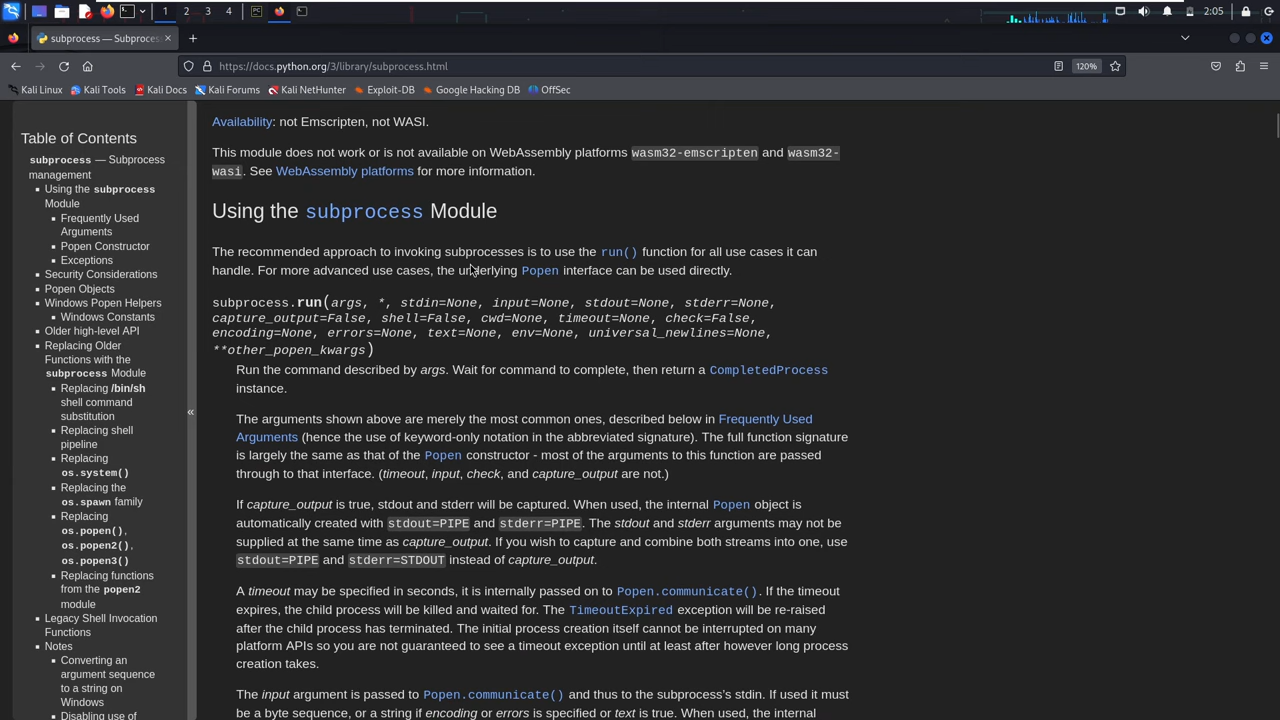 1 2 3 4 2:05
subprocess — Subproces
https://docs.python.org/3/library/subprocess.html 120%
Kali Linux Kali Tools Kali Docs Kali Forums Kali NetHunter Exploit-DB Google Hacking DB OffSec
Table of Contents
subprocess — Subprocess
management
Using the subprocess
Module
Frequently Used
Arguments
Popen Constructor
Exceptions
Security Considerations
Popen Objects
Windows Popen Helpers
Windows Constants
Older high-level API
Replacing Older
Functions with the
subprocess Module
Replacing /bin/sh
shell command
substitution
Replacing shell
pipeline
Replacing
os.system()
Replacing the
os.spawn family
Replacing
os.popen(),
os.popen2(),
os.popen3()
Replacing functions
from the popen2
module
Legacy Shell Invocation
Functions
Notes
Converting an
argument sequence
to a string on
Windows
Disabling use of
«
Availability: not Emscripten, not WASI.
This module does not work or is not available on WebAssembly platforms wasm32-emscripten and wasm32-
wasi. See WebAssembly platforms for more information.
Using the subprocess Module
The recommended approach to invoking subprocesses is to use the run() function for all use cases it can
handle. For more advanced use cases, the underlying Popen interface can be used directly.
subprocess.run(args, *, stdin=None, input=None, stdout=None, stderr=None,
capture_output=False, shell=False, cwd=None, timeout=None, check=False,
encoding=None, errors=None, text=None, env=None, universal_newlines=None,
**other_popen_kwargs)
Run the command described by args. Wait for command to complete, then return a CompletedProcess
instance.
The arguments shown above are merely the most common ones, described below in Frequently Used
Arguments (hence the use of keyword-only notation in the abbreviated signature). The full function signature
is largely the same as that of the Popen constructor - most of the arguments to this function are passed
through to that interface. (timeout, input, check, and capture_output are not.)
If capture_output is true, stdout and stderr will be captured. When used, the internal Popen object is
automatically created with stdout=PIPE and stderr=PIPE. The stdout and stderr arguments may not be
supplied at the same time as capture_output. If you wish to capture and combine both streams into one, use
stdout=PIPE and stderr=STDOUT instead of capture_output.
A timeout may be specified in seconds, it is internally passed on to Popen.communicate(). If the timeout
expires, the child process will be killed and waited for. The TimeoutExpired exception will be re-raised
after the child process has terminated. The initial process creation itself cannot be interrupted on many
platform APIs so you are not guaranteed to see a timeout exception until at least after however long process
creation takes.
The input argument is passed to Popen.communicate() and thus to the subprocess's stdin. If used it must
be a byte sequence, or a string if encoding or errors is specified or text is true. When used, the internal